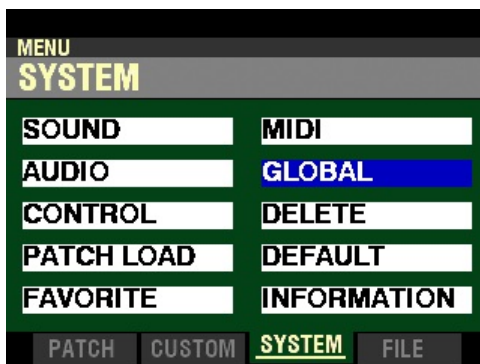 MENU
SYSTEM
SOUND
MIDI
AUDIO
GLOBAL
CONTROL
DELETE
PATCH LOAD
DEFAULT
FAVORITE
INFORMATION
PATCH CUSTOM SYSTEM FILE